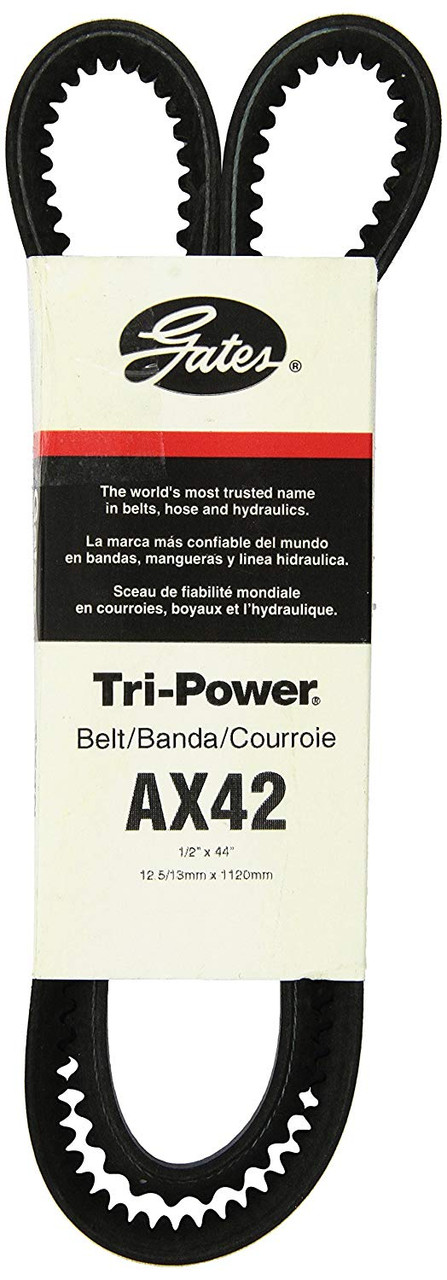 Gates®
The world's most trusted name
in belts, hose and hydraulics.
La marca más confiable del mundo
en bandas, mangueras y linea hidraulica.
Sceau de fiabilité mondiale
en courroies, boyaux et l'hydraulique.
Tri-Power®
Belt/Banda/Courroie
AX42
1/2" x 44"
12.5/13mm x 1120mm